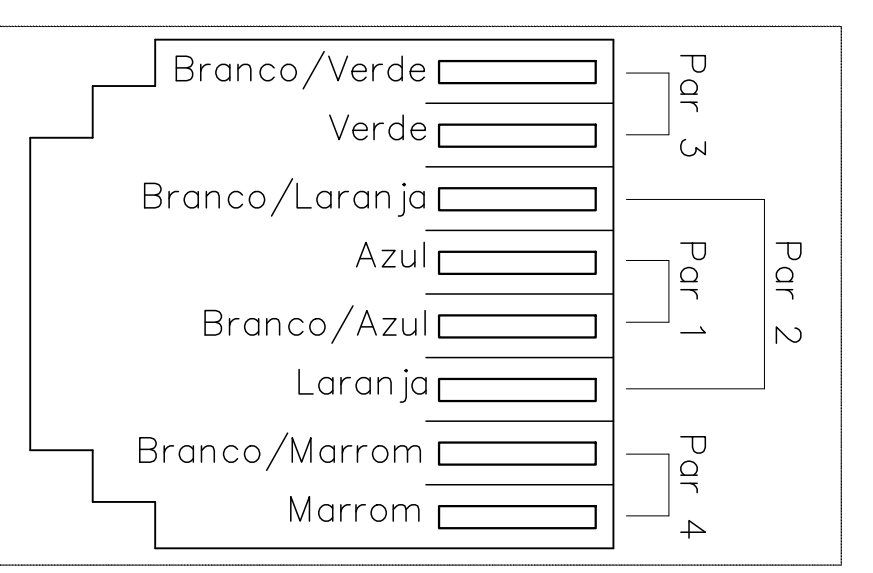 Branco/Verde
Verde
Branco/Laranja
Azul
Branco/Azul
Laranja
Branco/Marrom
Marrom
Par 3
Par 1
Par 2
Par 4